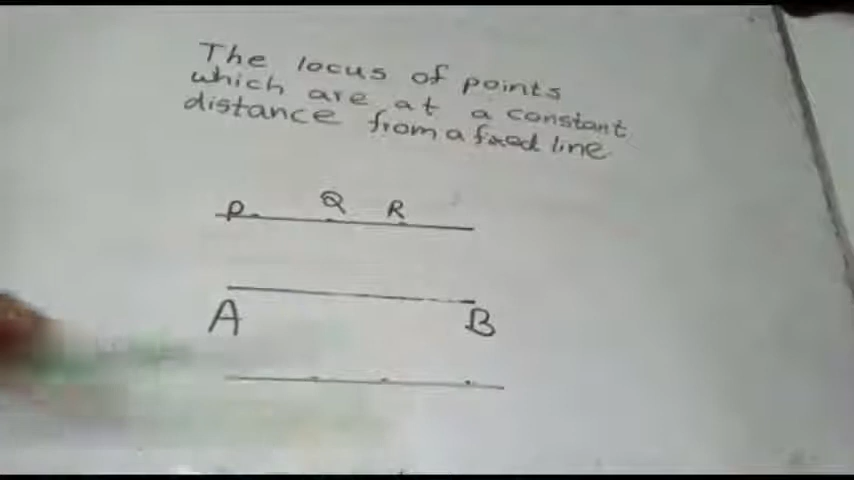 The locus of points
which are at a constant
distance from a fixed line
P Q R
A B